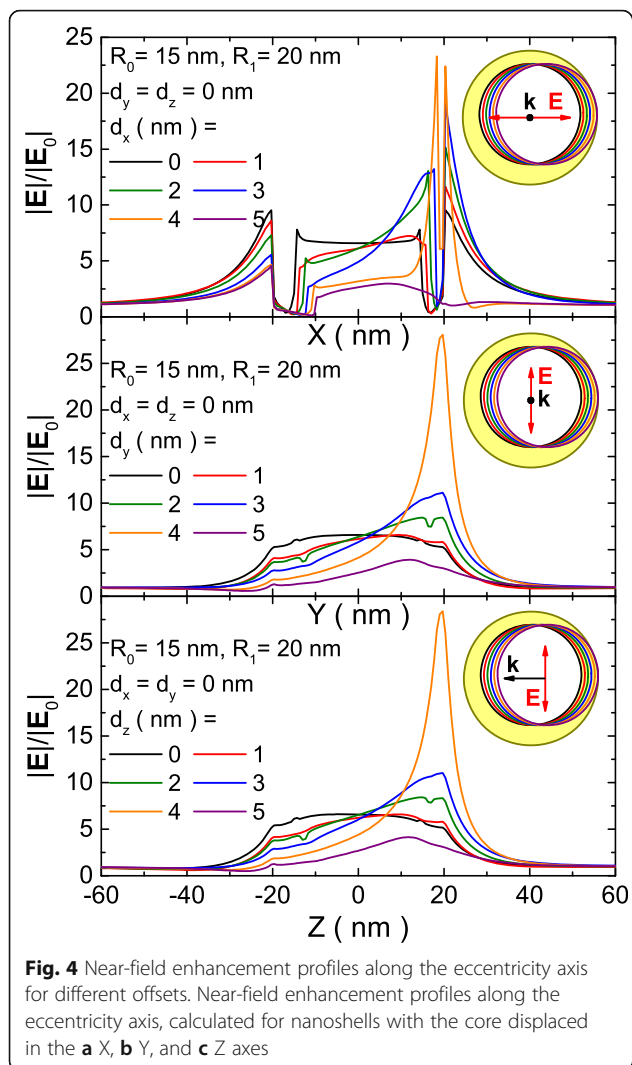 25
20
15
10
5
0
|E|/|E₀|
R₀= 15 nm, R₁= 20 nm
d_y = d_z = 0 nm
d_x ( nm ) =
0 1
2 3
4 5
k E
X ( nm )
25
20
15
10
5
0
|E|/|E₀|
R₀= 15 nm, R₁= 20 nm
d_x = d_z = 0 nm
d_y ( nm ) =
0 1
2 3
4 5
E
k
Y ( nm )
25
20
15
10
5
0
|E|/|E₀|
R₀= 15 nm, R₁= 20 nm
d_x = d_y = 0 nm
d_z ( nm ) =
0 1
2 3
4 5
k
E
-60 -40 -20 0 20 40 60
Z ( nm )
Fig. 4 Near-field enhancement profiles along the eccentricity axis
for different offsets. Near-field enhancement profiles along the
eccentricity axis, calculated for nanoshells with the core displaced
in the a X, b Y, and c Z axes